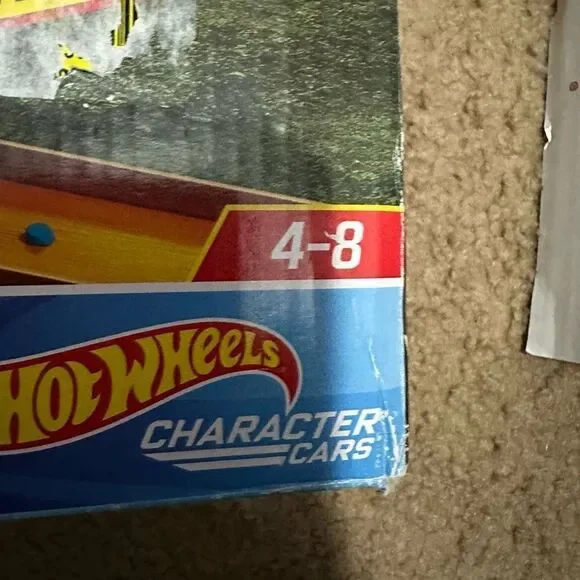 4-8
HOT WHEELS
CHARACTER
CARS